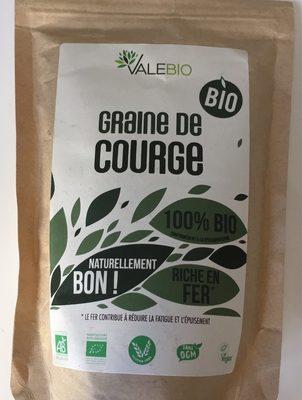 VALEBIO
BIO
GRAINE DE
COURGE
100% BIO
NATURELLEMENT
BON !
RICHE EN
FER*
* LE FER CONTRIBUE À RÉDUIRE LA FATIGUE ET L'ÉPUISEMENT
AB
SANS
OGM
Vegan